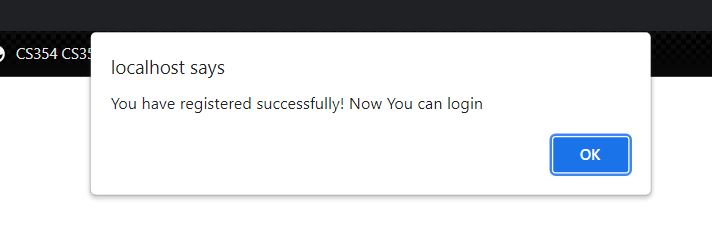 CS354 CS35
localhost says
You have registered successfully! Now You can login
OK